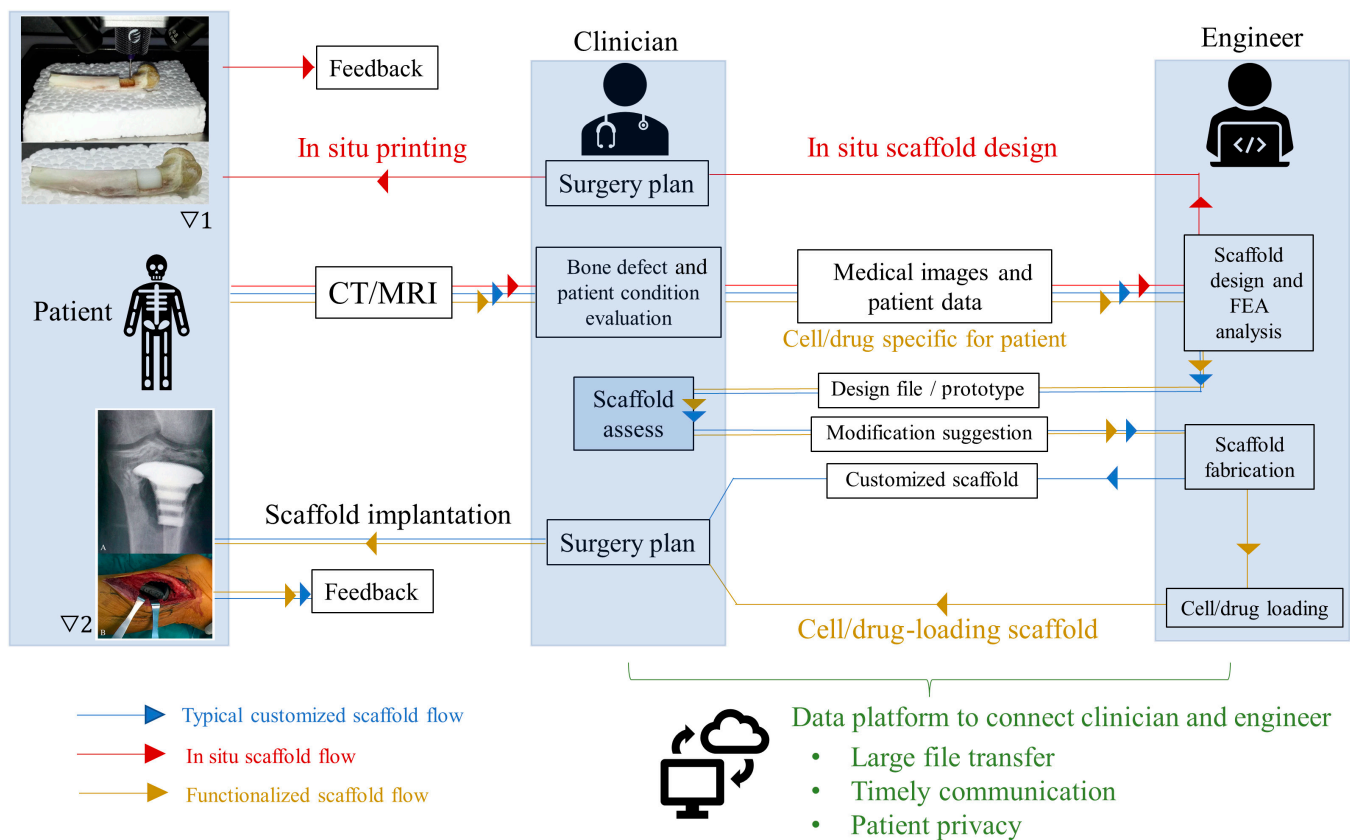 Clinician
Engineer
Feedback
In situ printing
Surgery plan
In situ scaffold design
▽1
Patient
CT/MRI
Bone defect and
patient condition
evaluation
Medical images and
patient data
Cell/drug specific for patient
Scaffold
design and
FEA
analysis
Scaffold
assess
Design file / prototype
Modification suggestion
Scaffold
fabrication
Customized scaffold
Scaffold implantation
Surgery plan
A
B
▽2
Feedback
Cell/drug loading
Cell/drug-loading scaffold
Typical customized scaffold flow
In situ scaffold flow
Functionalized scaffold flow
Data platform to connect clinician and engineer
• Large file transfer
• Timely communication
• Patient privacy